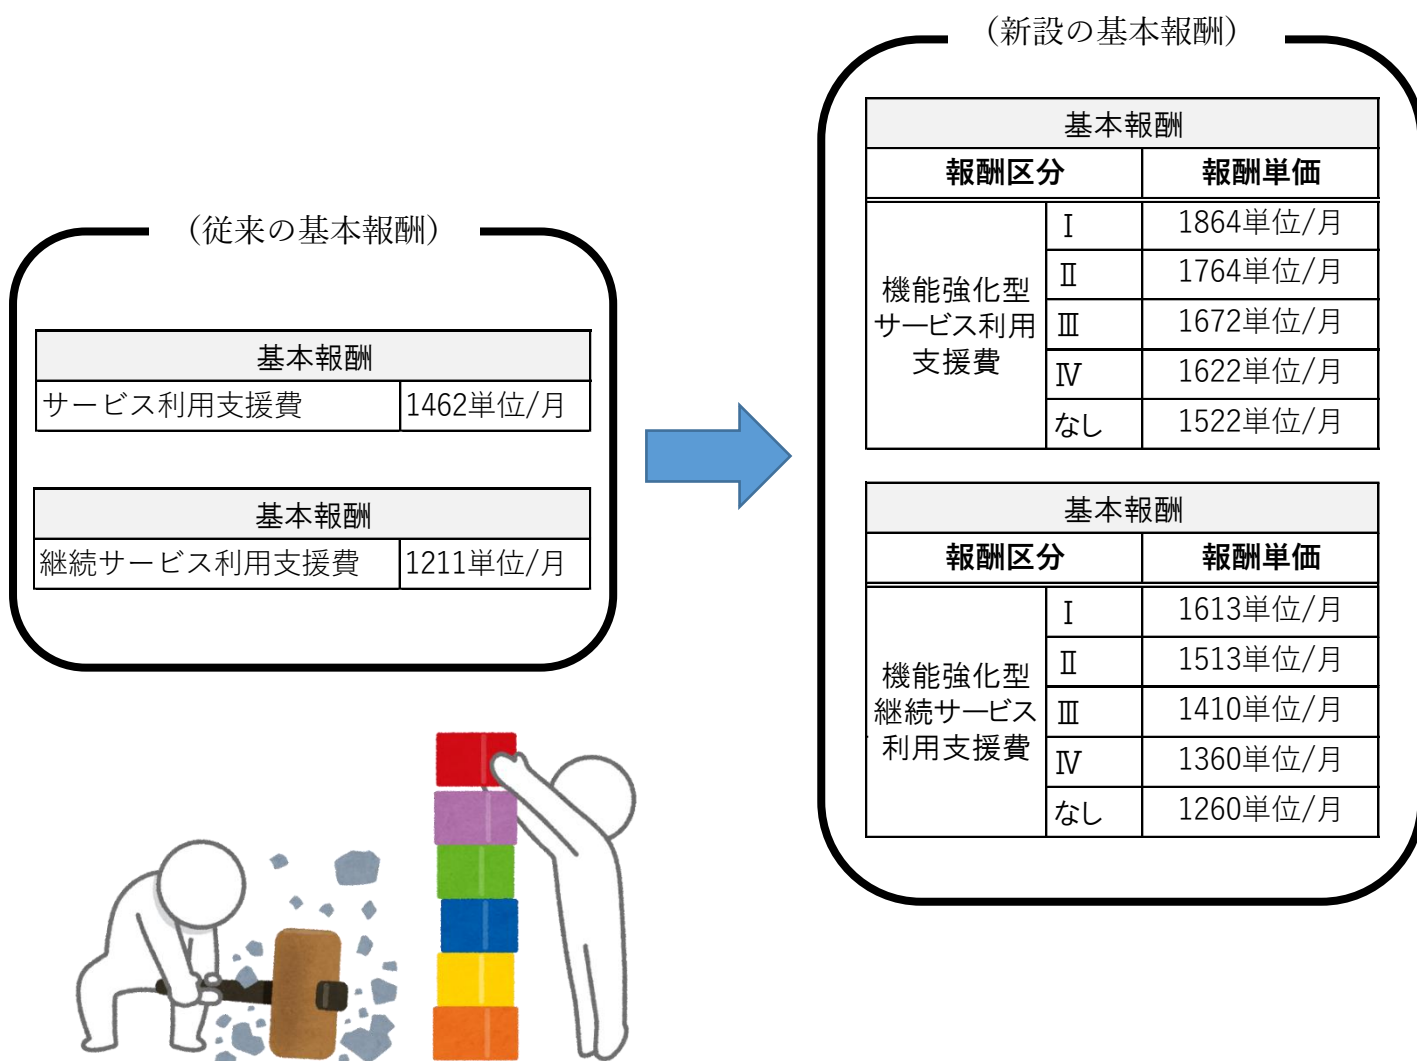 （従来の基本報酬）
基本報酬
サービス利用支援費 1462単位/月
基本報酬
継続サービス利用支援費 1211単位/月
（新設の基本報酬）
基本報酬
報酬区分 報酬単価
機能強化型
サービス利用
支援費
Ⅰ 1864単位/月
Ⅱ 1764単位/月
Ⅲ 1672単位/月
Ⅳ 1622単位/月
なし 1522単位/月
基本報酬
報酬区分 報酬単価
機能強化型
継続サービス
利用支援費
Ⅰ 1613単位/月
Ⅱ 1513単位/月
Ⅲ 1410単位/月
Ⅳ 1360単位/月
なし 1260単位/月